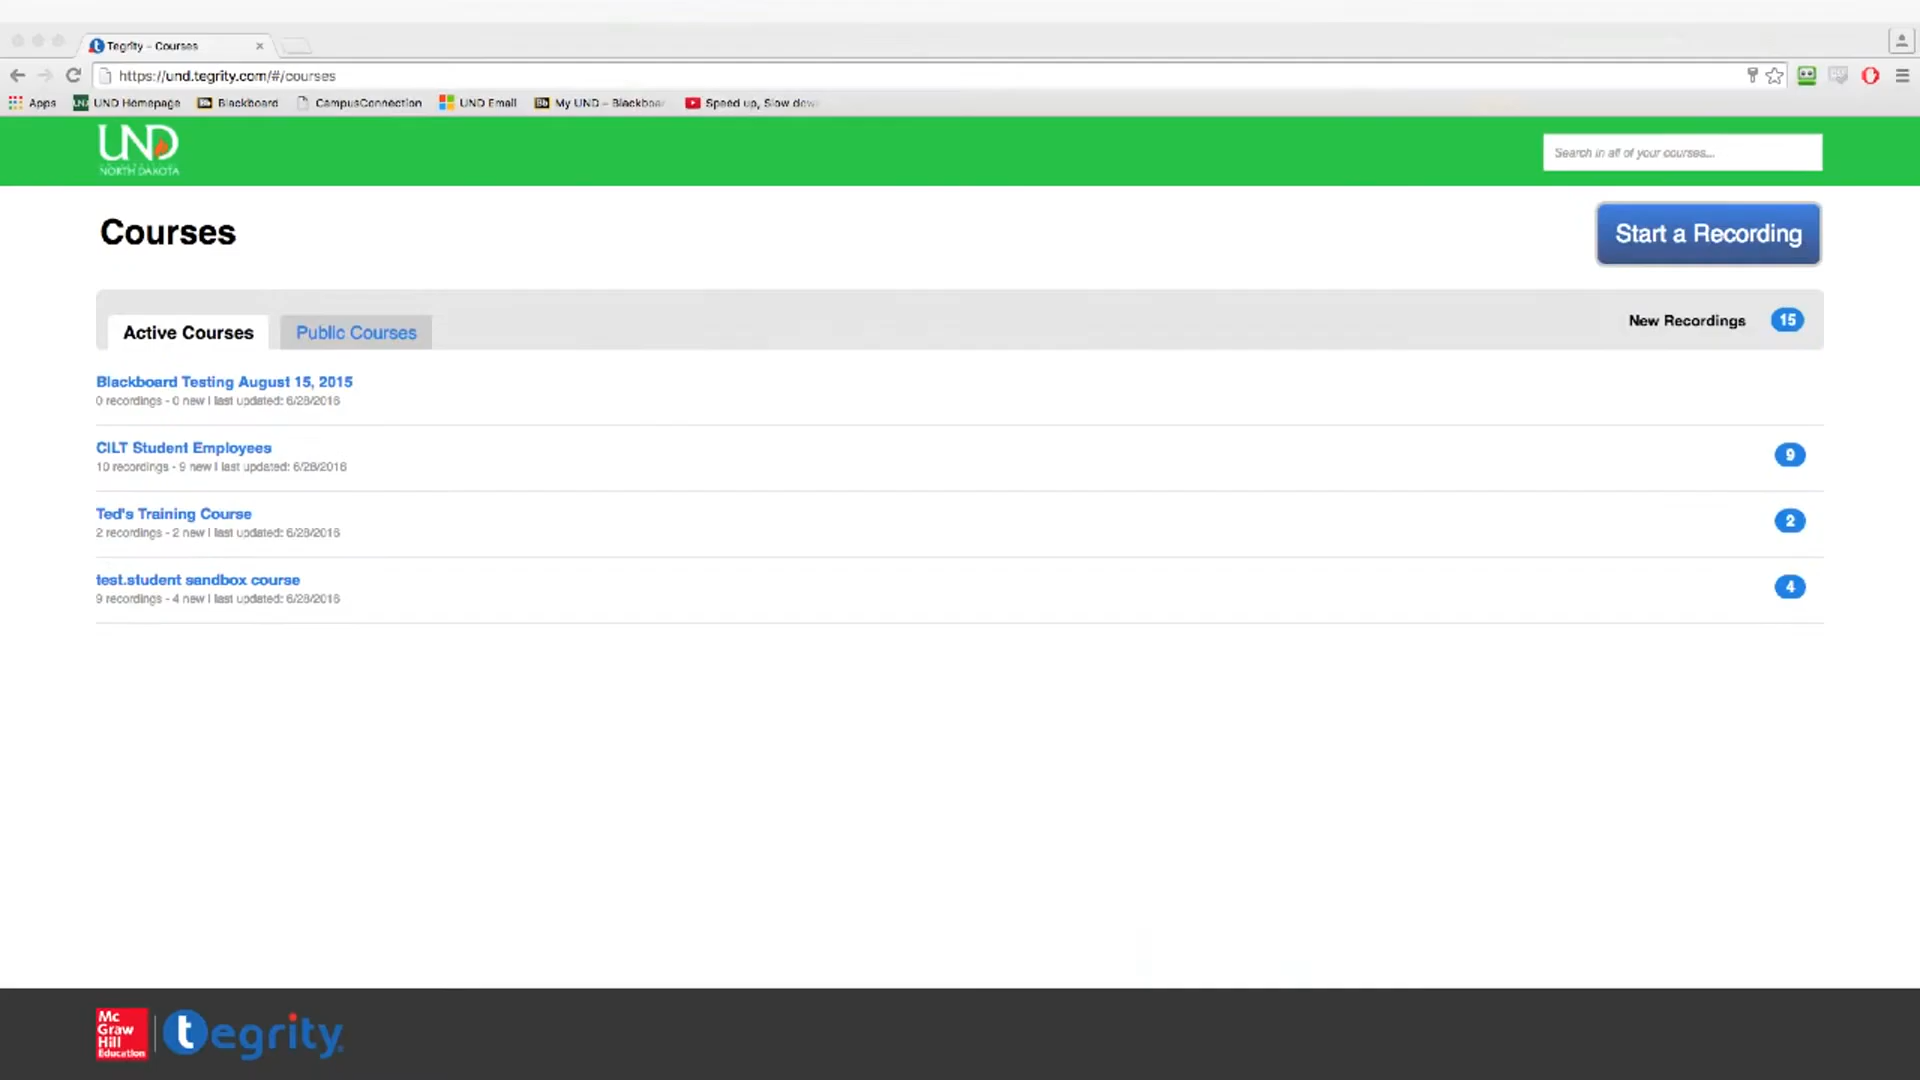 Tegrity – Courses
https://und.tegrity.com/#/courses
Apps UND Homepage Blackboard CampusConnection UND Email My UND – Blackboar Speed up, Slow dow
UND
NORTH DAKOTA
Search in all of your courses...
Courses
Start a Recording
Active Courses
Public Courses
New Recordings 15
Blackboard Testing August 15, 2015
0 recordings - 0 new | last updated: 6/28/2016
CILT Student Employees
10 recordings - 9 new | last updated: 6/28/2016
9
Ted's Training Course
2 recordings - 2 new | last updated: 6/28/2016
2
test.student sandbox course
9 recordings - 4 new | last updated: 6/28/2016
4
Mc
Graw
Hill
Education
tegrity